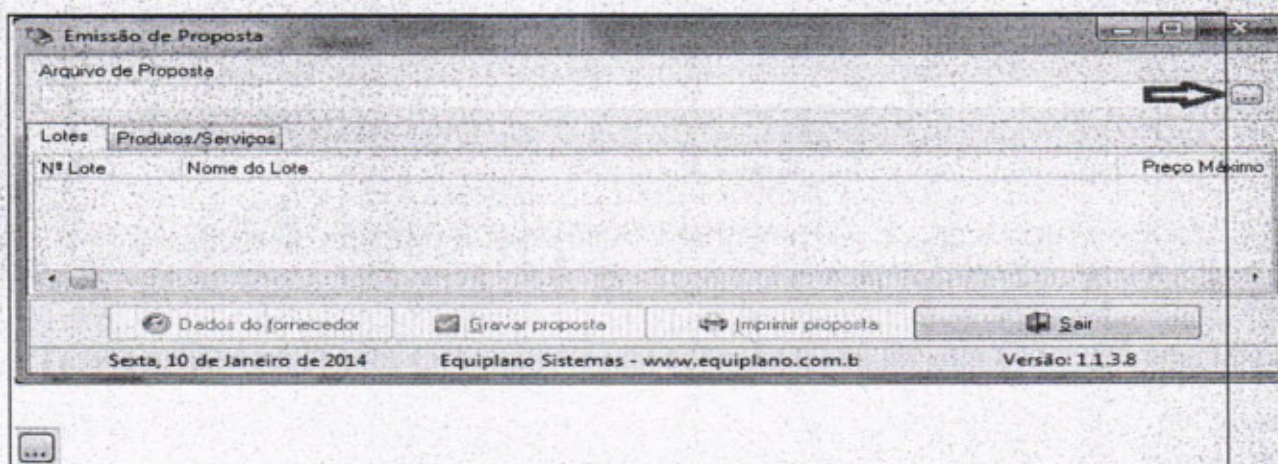 Emissão de Proposta
Arquivo de Proposta
...
Lotes Produtos/Serviços
Nº Lote Nome do Lote Preço Máximo
Dados do fornecedor Gravar proposta Imprimir proposta Sair
Sexta, 10 de Janeiro de 2014 Equiplano Sistemas - www.equiplano.com.b Versão: 1.1.3.8
...